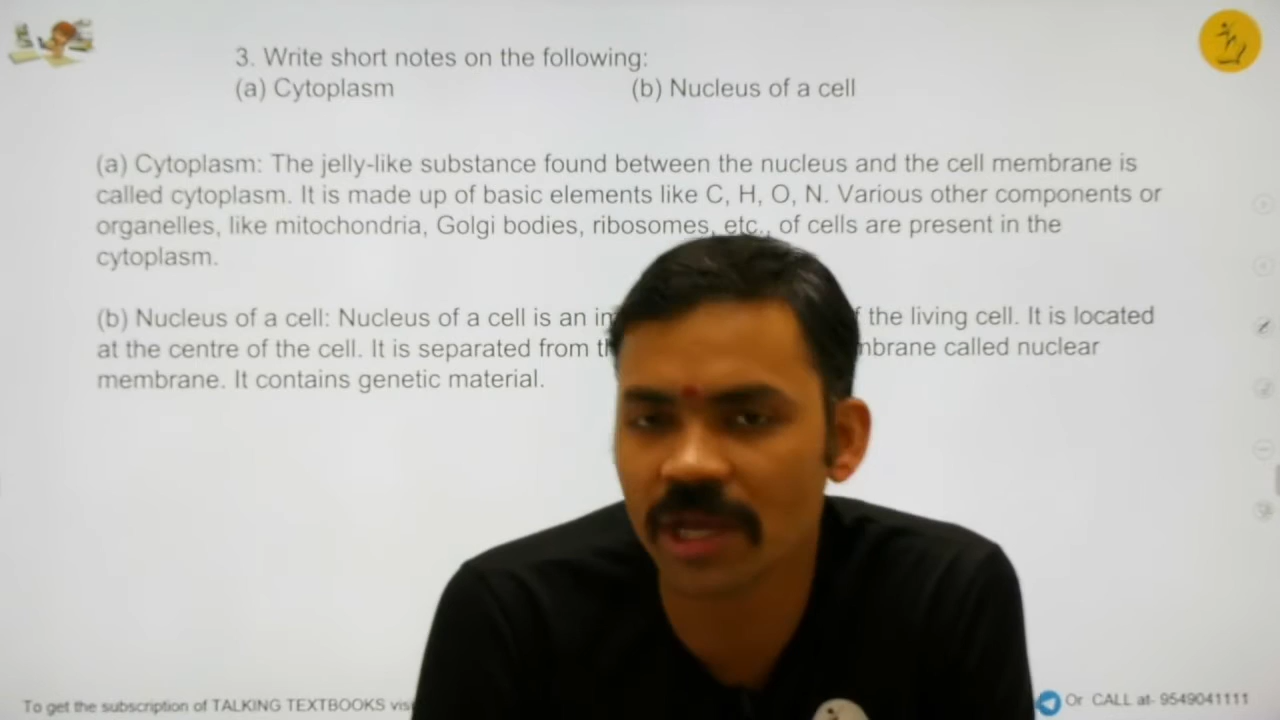 3. Write short notes on the following:
(a) Cytoplasm (b) Nucleus of a cell
(a) Cytoplasm: The jelly-like substance found between the nucleus and the cell membrane is
called cytoplasm. It is made up of basic elements like C, H, O, N. Various other components or
organelles, like mitochondria, Golgi bodies, ribosomes, etc., of cells are present in the
cytoplasm.
(b) Nucleus of a cell: Nucleus of a cell is an the living cell. It is located
at the centre of the cell. It is separated from called nuclear
membrane. It contains genetic material.
To get the subscription of TALKING TEXTBOOKS Or CALL at- 9549041111